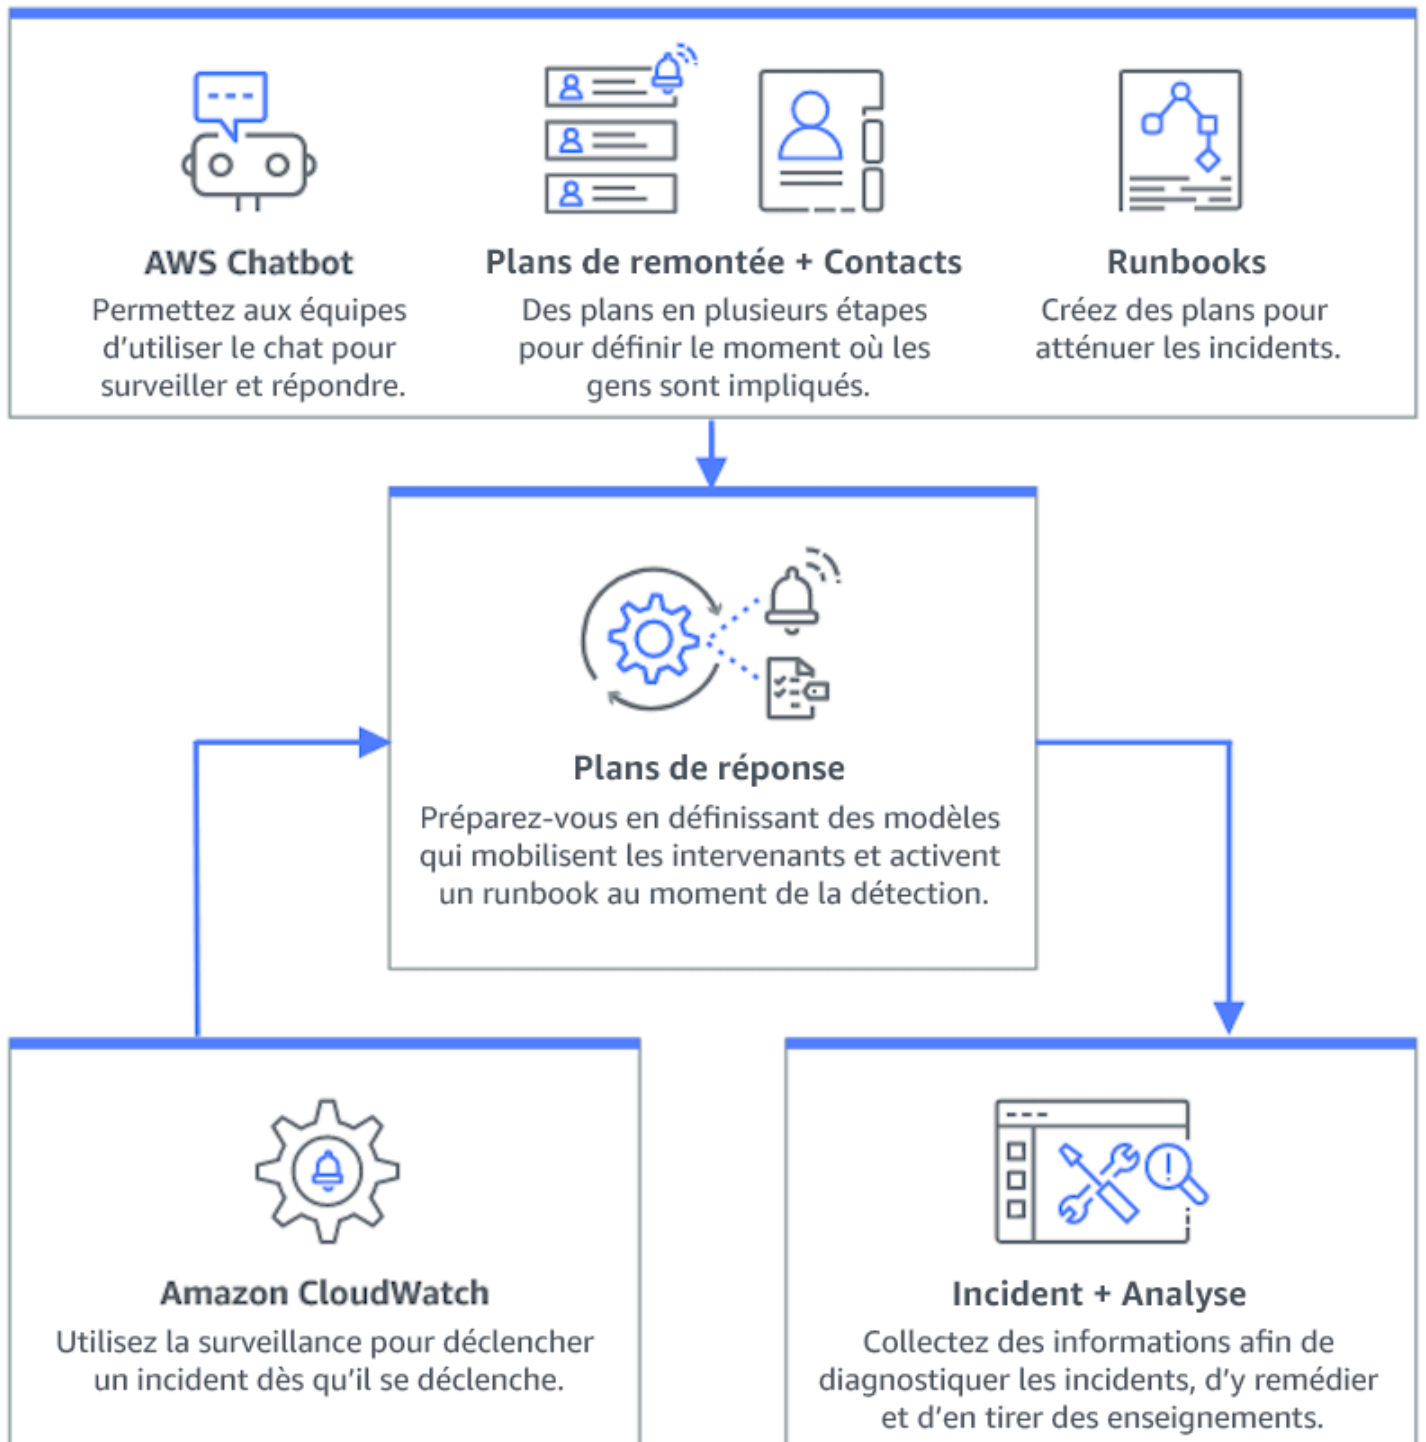 AWS Chatbot
Permettez aux équipes
d’utiliser le chat pour
surveiller et répondre.
Plans de remontée + Contacts
Des plans en plusieurs étapes
pour définir le moment où les
gens sont impliqués.
Runbooks
Créez des plans pour
atténuer les incidents.
Plans de réponse
Préparez-vous en définissant des modèles
qui mobilisent les intervenants et activent
un runbook au moment de la détection.
Amazon CloudWatch
Utilisez la surveillance pour déclencher
un incident dès qu’il se déclenche.
Incident + Analyse
Collectez des informations afin de
diagnostiquer les incidents, d’y remédier
et d’en tirer des enseignements.